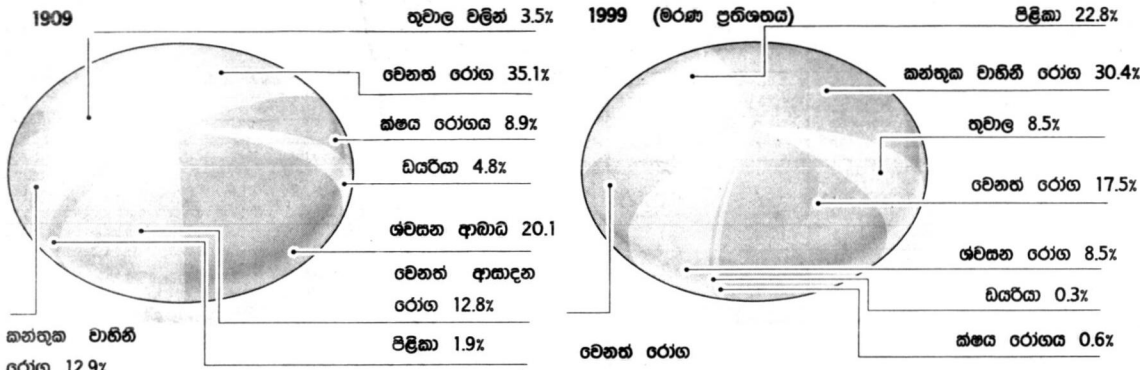 1909
තුවාල වලින් 3.5%
වෙනත් රෝග 35.1%
ක්ෂය රෝගය 8.9%
ඩයරියා 4.8%
ශ්වසන ආබාධ 20.1
වෙනත් ආසාදන
රෝග 12.8%
පිළිකා 1.9%
කන්තුක වාහිනී
රෝග 12.9%
1999 (මරණ ප්‍රතිශතය)
පිළිකා 22.8%
කන්තුක වාහිනී රෝග 30.4%
තුවාල 8.5%
වෙනත් රෝග 17.5%
ශ්වසන රෝග 8.5%
ඩයරියා 0.3%
ක්ෂය රෝගය 0.6%
වෙනත් රෝග